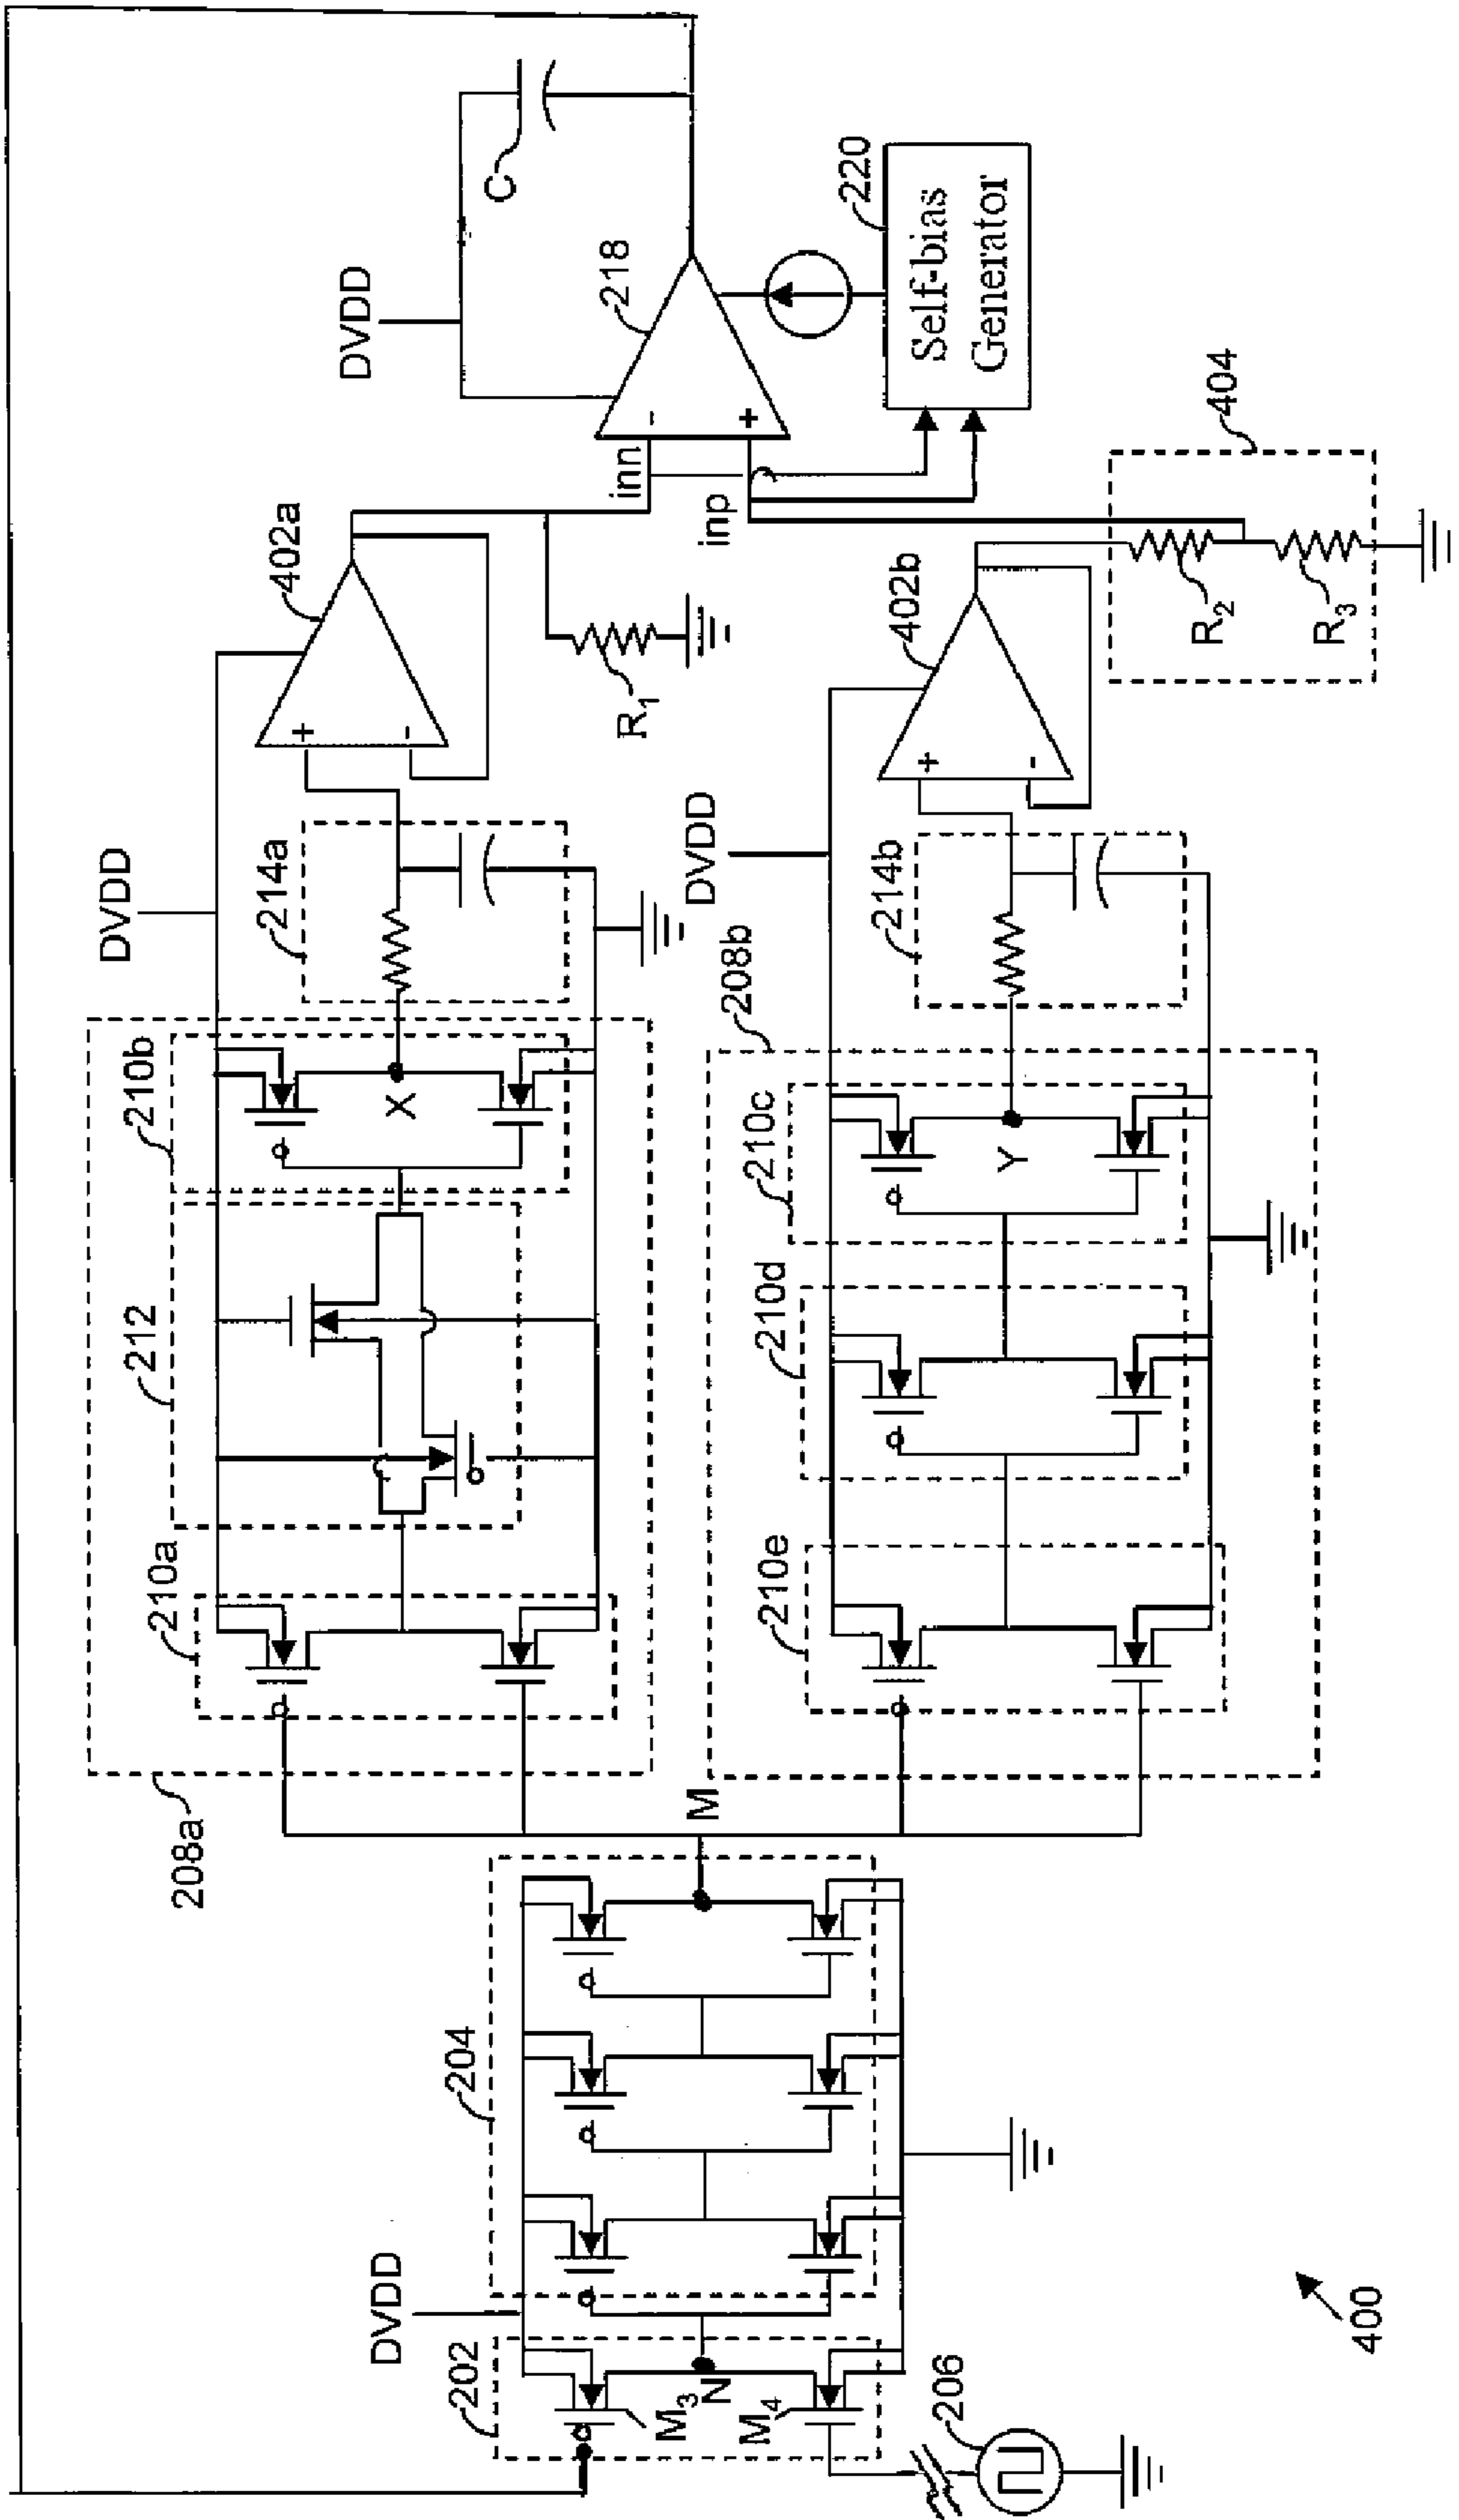 DVDD
C
218
220
Self-bias
Generator
inn
inp
404
402a
R1
402b
R2
R3
+
-
+
-
+
-
DVDD
214a
DVDD
214b
208b
210b
X
210c
Y
212
210d
210a
210e
208a
M
204
DVDD
202
M3
N
M4
206
400